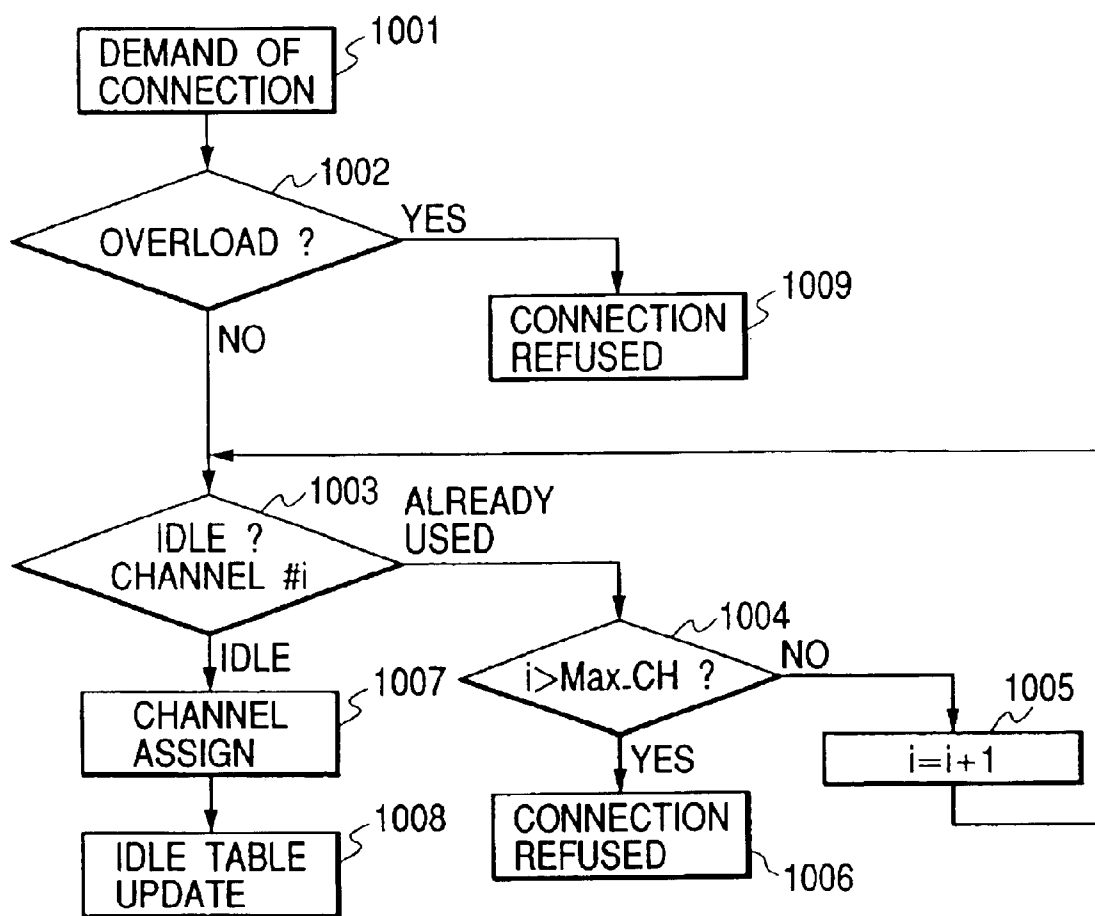 1001
DEMAND OF
CONNECTION
1002
OVERLOAD ?
YES
NO
1009
CONNECTION
REFUSED
1003
IDLE ?
CHANNEL #i
ALREADY
USED
IDLE
1004
i>Max_CH ?
NO
YES
1005
i=i+1
1007
CHANNEL
ASSIGN
1006
CONNECTION
REFUSED
1008
IDLE TABLE
UPDATE